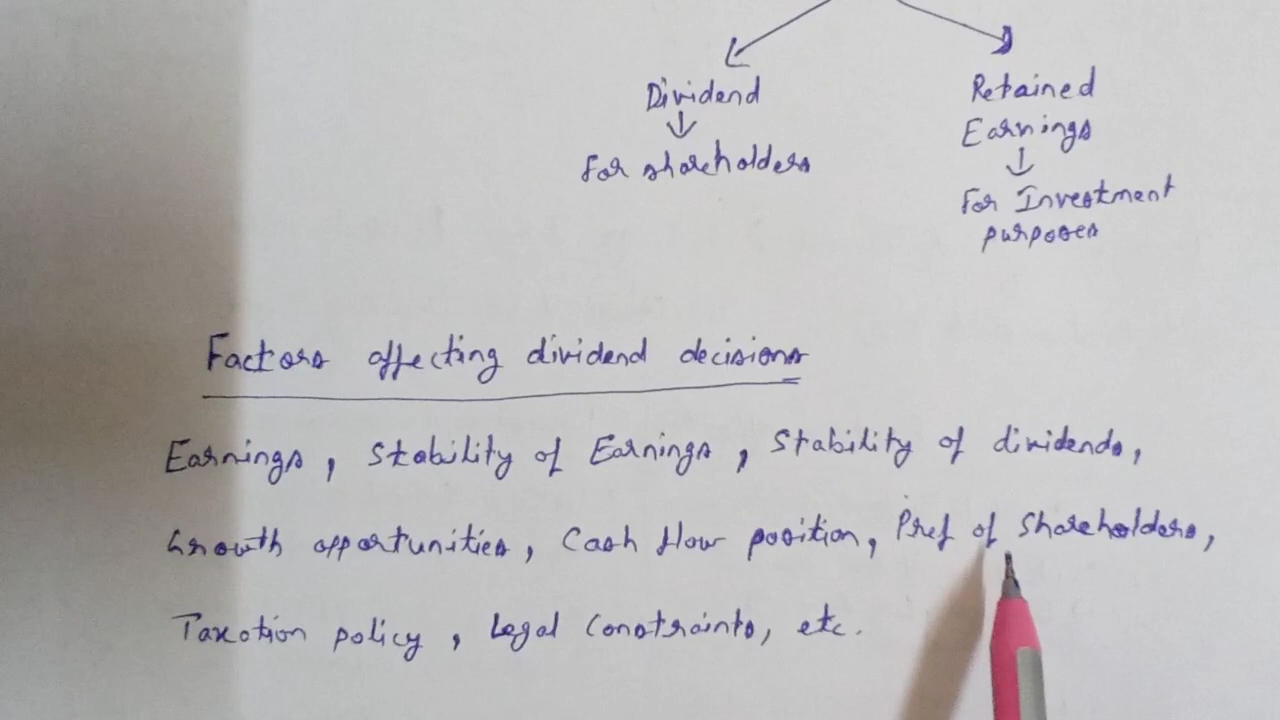 Dividend
For shareholders
Retained
Earnings
For Investment
purposes
Factors affecting dividend decisions
Earnings, Stability of Earnings, Stability of dividends,
Growth opportunities, Cash flow position, Pref of Shareholders,
Taxation policy, Legal Constraints, etc.